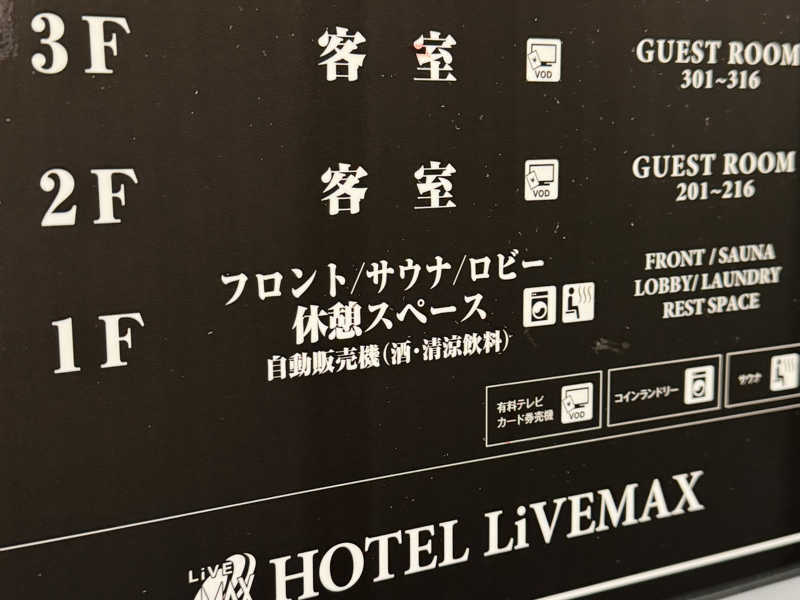 3F 客室 VOD GUEST ROOM
301~316
2F 客室 VOD GUEST ROOM
201~216
1F
フロント/サウナ/ロビー
休憩スペース
自動販売機(酒・清涼飲料)
FRONT / SAUNA
LOBBY/ LAUNDRY
REST SPACE
有料テレビ
カード券売機
VOD
コインランドリー
サウナ
LiVE
MAX
HOTEL LiVEMAX